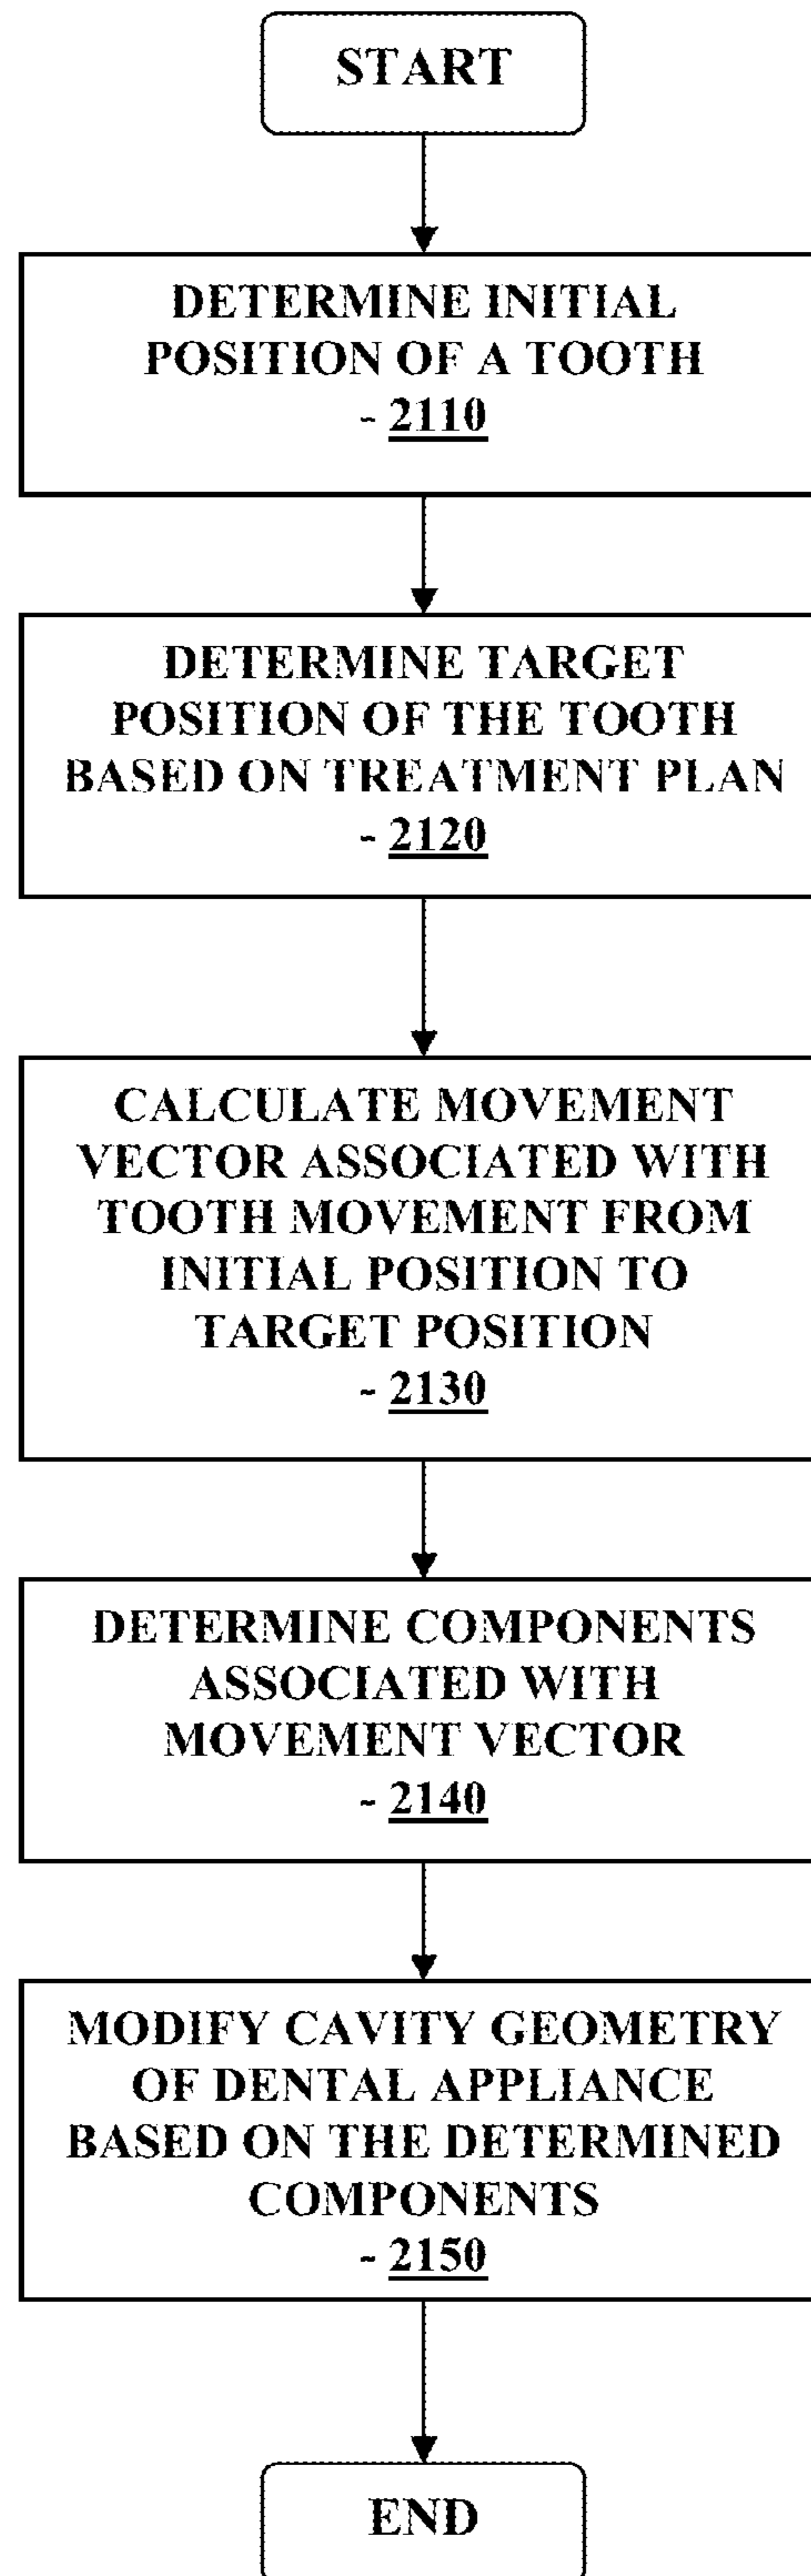 START
DETERMINE INITIAL
POSITION OF A TOOTH
- 2110
DETERMINE TARGET
POSITION OF THE TOOTH
BASED ON TREATMENT PLAN
- 2120
CALCULATE MOVEMENT
VECTOR ASSOCIATED WITH
TOOTH MOVEMENT FROM
INITIAL POSITION TO
TARGET POSITION
- 2130
DETERMINE COMPONENTS
ASSOCIATED WITH
MOVEMENT VECTOR
- 2140
MODIFY CAVITY GEOMETRY
OF DENTAL APPLIANCE
BASED ON THE DETERMINED
COMPONENTS
- 2150
END